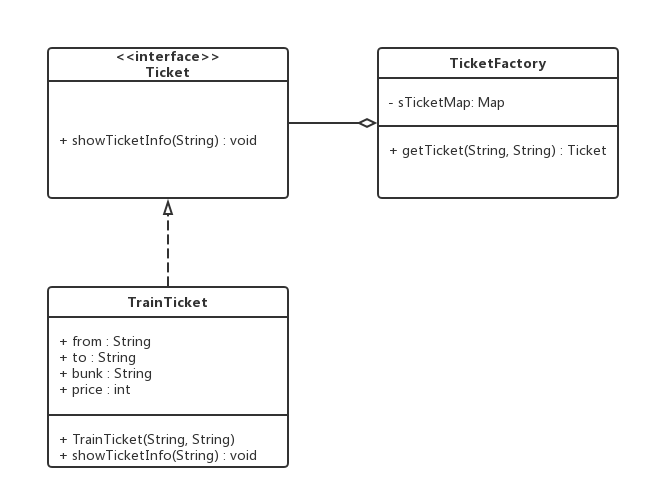 <<interface>>
Ticket
+ showTicketInfo(String) : void
TicketFactory
- sTicketMap: Map
+ getTicket(String, String) : Ticket
TrainTicket
+ from : String
+ to : String
+ bunk : String
+ price : int
+ TrainTicket(String, String)
+ showTicketInfo(String) : void